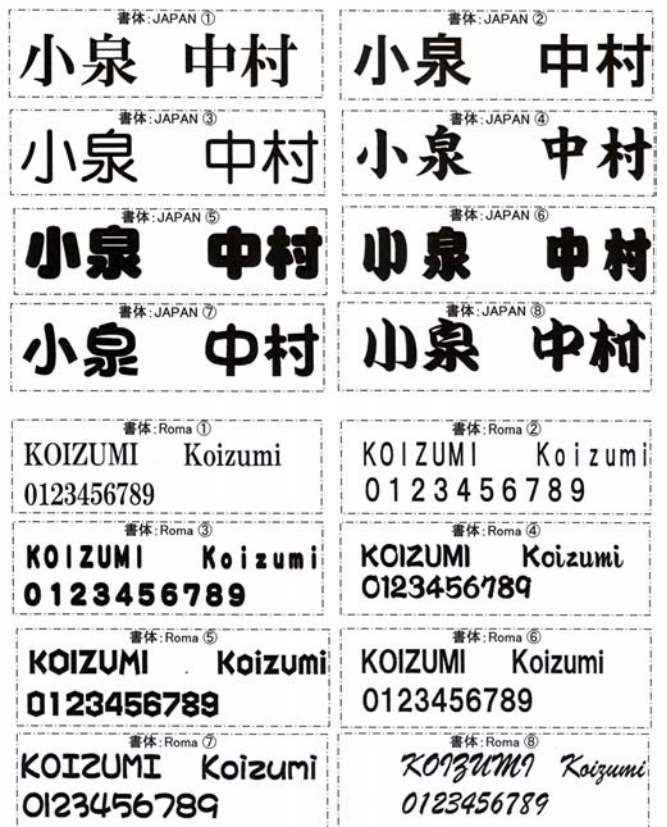 書体:JAPAN ①
小泉 中村
書体:JAPAN ②
小泉 中村
書体:JAPAN ③
小泉 中村
書体:JAPAN ④
小泉 中村
書体:JAPAN ⑤
小泉 中村
書体:JAPAN ⑥
小泉 中村
書体:JAPAN ⑦
小泉 中村
書体:JAPAN ⑧
小泉 中村
書体:Roma ①
KOIZUMI Koizumi
0123456789
書体:Roma ②
KOIZUMI Koizumi
0123456789
書体:Roma ③
KOIZUMI Koizumi
0123456789
書体:Roma ④
KOIZUMI Koizumi
0123456789
書体:Roma ⑤
KOIZUMI Koizumi
0123456789
書体:Roma ⑥
KOIZUMI Koizumi
0123456789
書体:Roma ⑦
KOIZUMI Koizumi
0123456789
書体:Roma ⑧
KOIZUMI Koizumi
0123456789